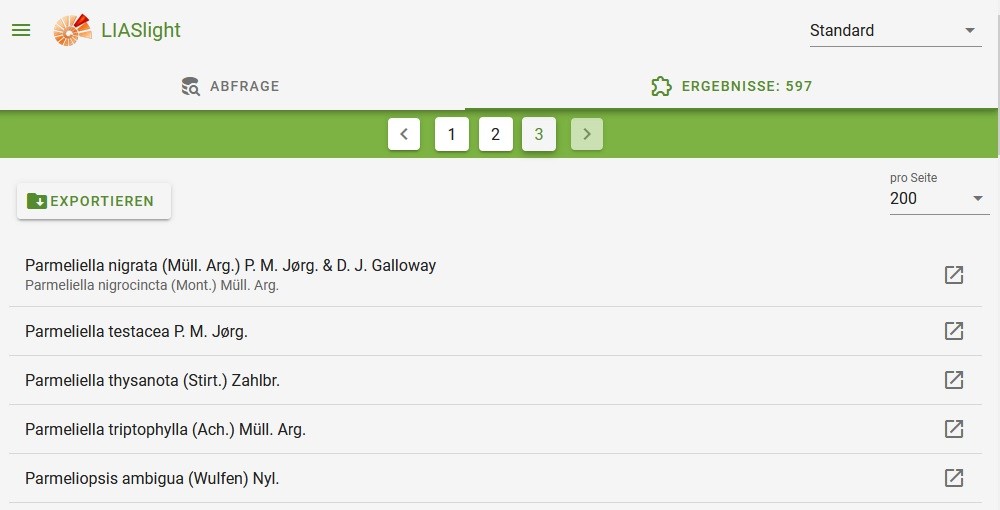 LIASlight
Standard
ABFRAGE
ERGEBNISSE: 597
1 2 3
EXPORTIEREN
pro Seite
200
Parmeliella nigrata (Müll. Arg.) P. M. Jørg. & D. J. Galloway
Parmeliella nigrocincta (Mont.) Müll. Arg.
Parmeliella testacea P. M. Jørg.
Parmeliella thysanota (Stirt.) Zahlbr.
Parmeliella triptophylla (Ach.) Müll. Arg.
Parmeliopsis ambigua (Wulfen) Nyl.